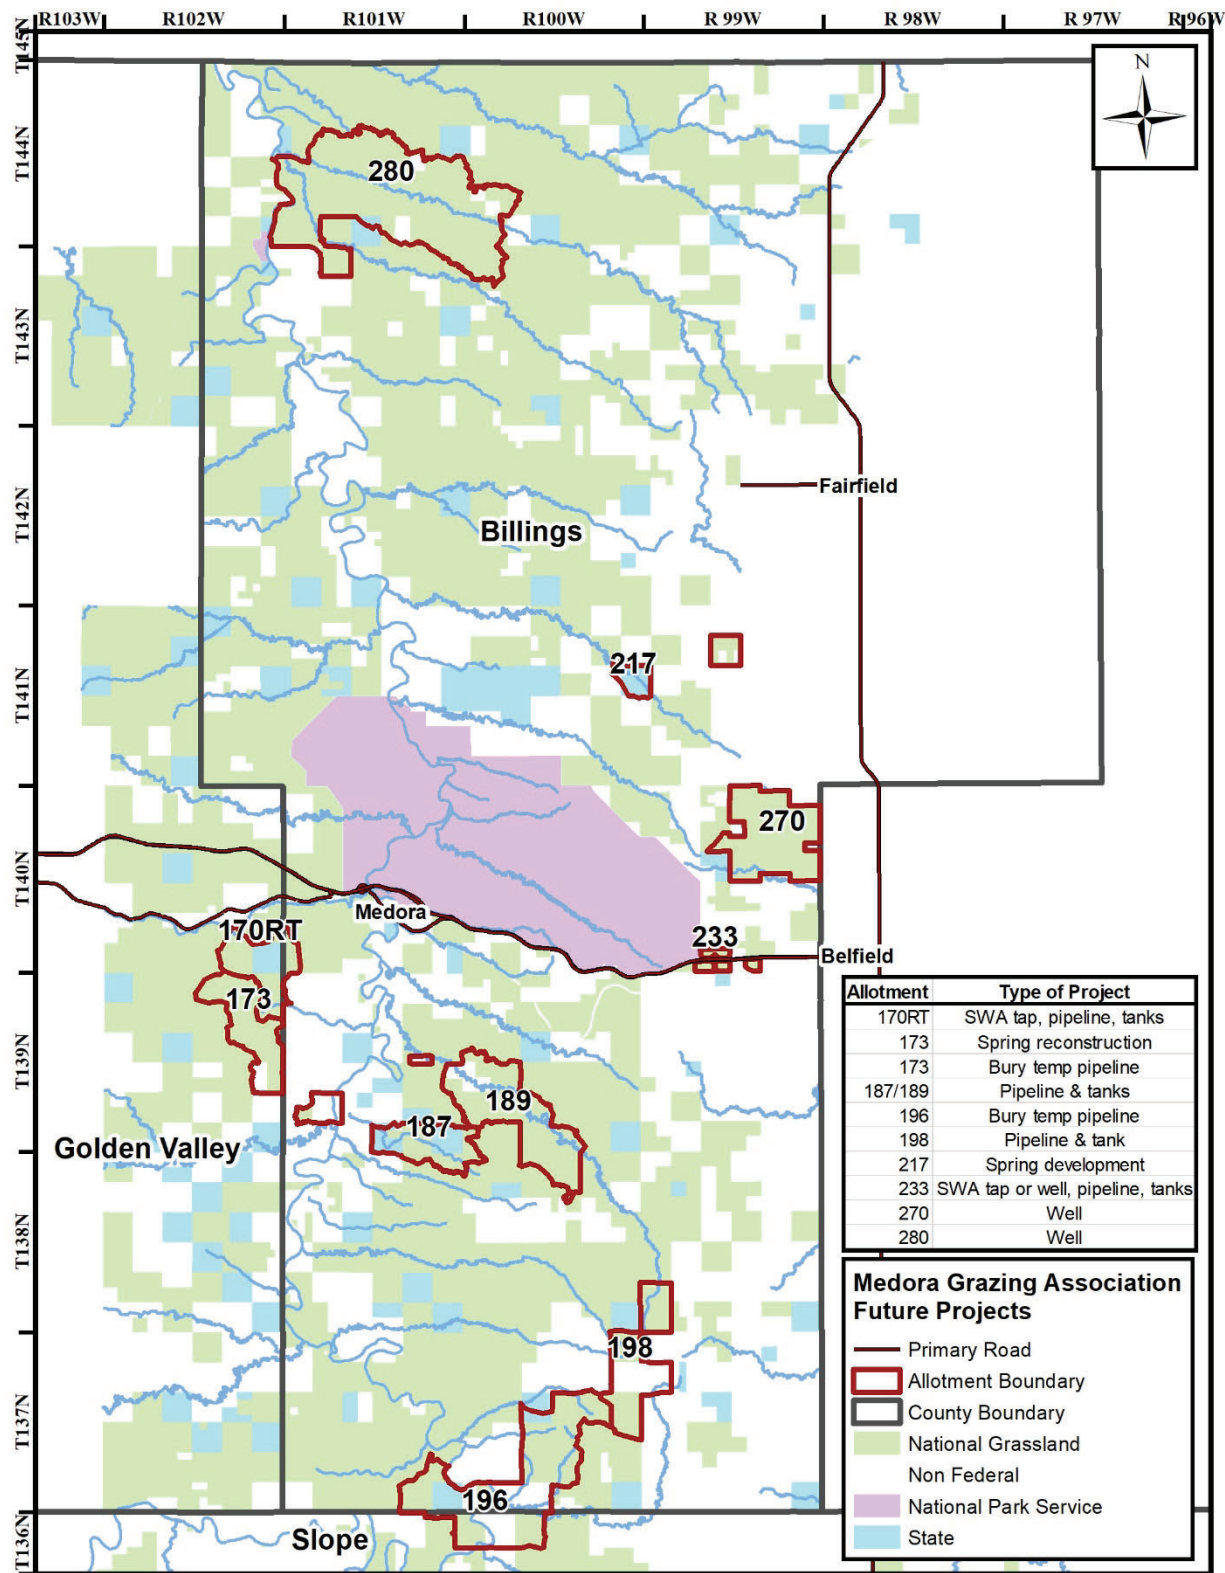 R103W R102W R101W R100W R 99W R 98W R 97W R 96W
N
T145N
T144N
T143N
T142N
T141N
T140N
T139N
T138N
T137N
T136N
280
Fairfield
Billings
217
270
Medora
170RT
233
Belfield
173
189
187
Golden Valley
198
196
Slope
Allotment Type of Project
170RT SWA tap, pipeline, tanks
173 Spring reconstruction
173 Bury temp pipeline
187/189 Pipeline & tanks
196 Bury temp pipeline
198 Pipeline & tank
217 Spring development
233 SWA tap or well, pipeline, tanks
270 Well
280 Well
Medora Grazing Association
Future Projects
Primary Road
Allotment Boundary
County Boundary
National Grassland
Non Federal
National Park Service
State